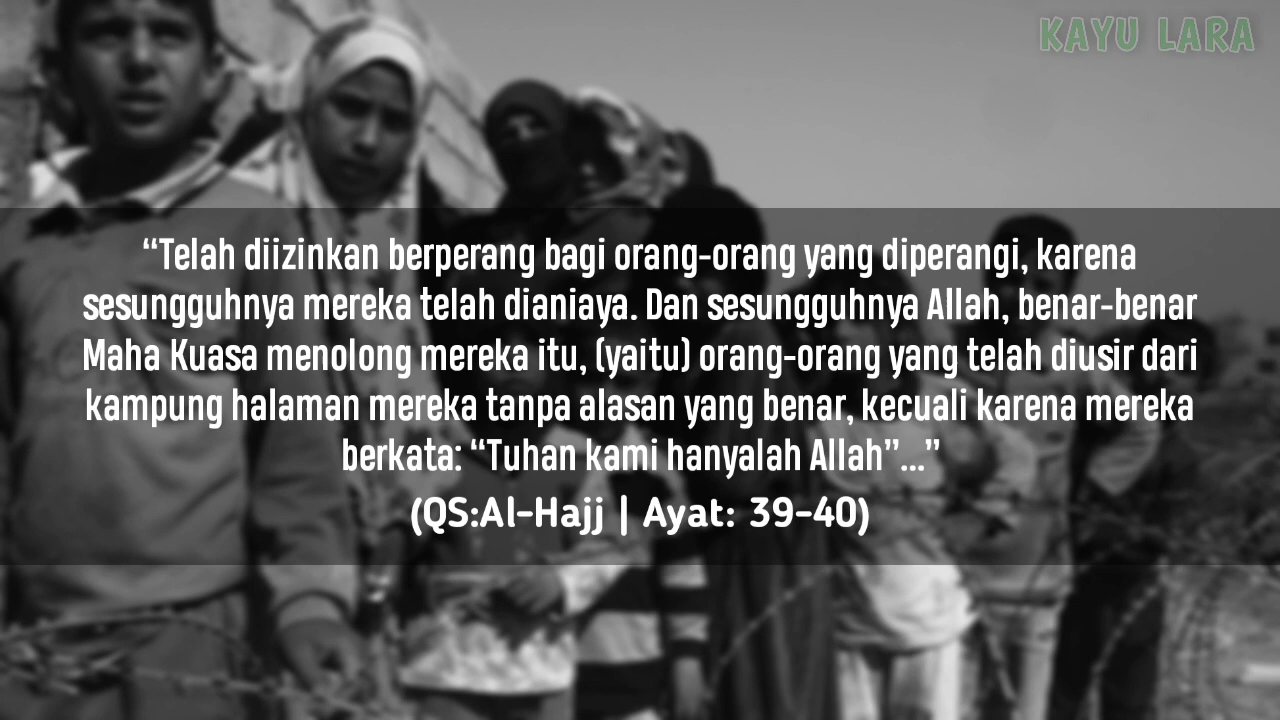 KAYU LARA
“Telah diizinkan berperang bagi orang-orang yang diperangi, karena
sesungguhnya mereka telah dianiaya. Dan sesungguhnya Allah, benar-benar
Maha Kuasa menolong mereka itu, (yaitu) orang-orang yang telah diusir dari
kampung halaman mereka tanpa alasan yang benar, kecuali karena mereka
berkata: “Tuhan kami hanyalah Allah”...”
(QS:Al-Hajj | Ayat: 39-40)